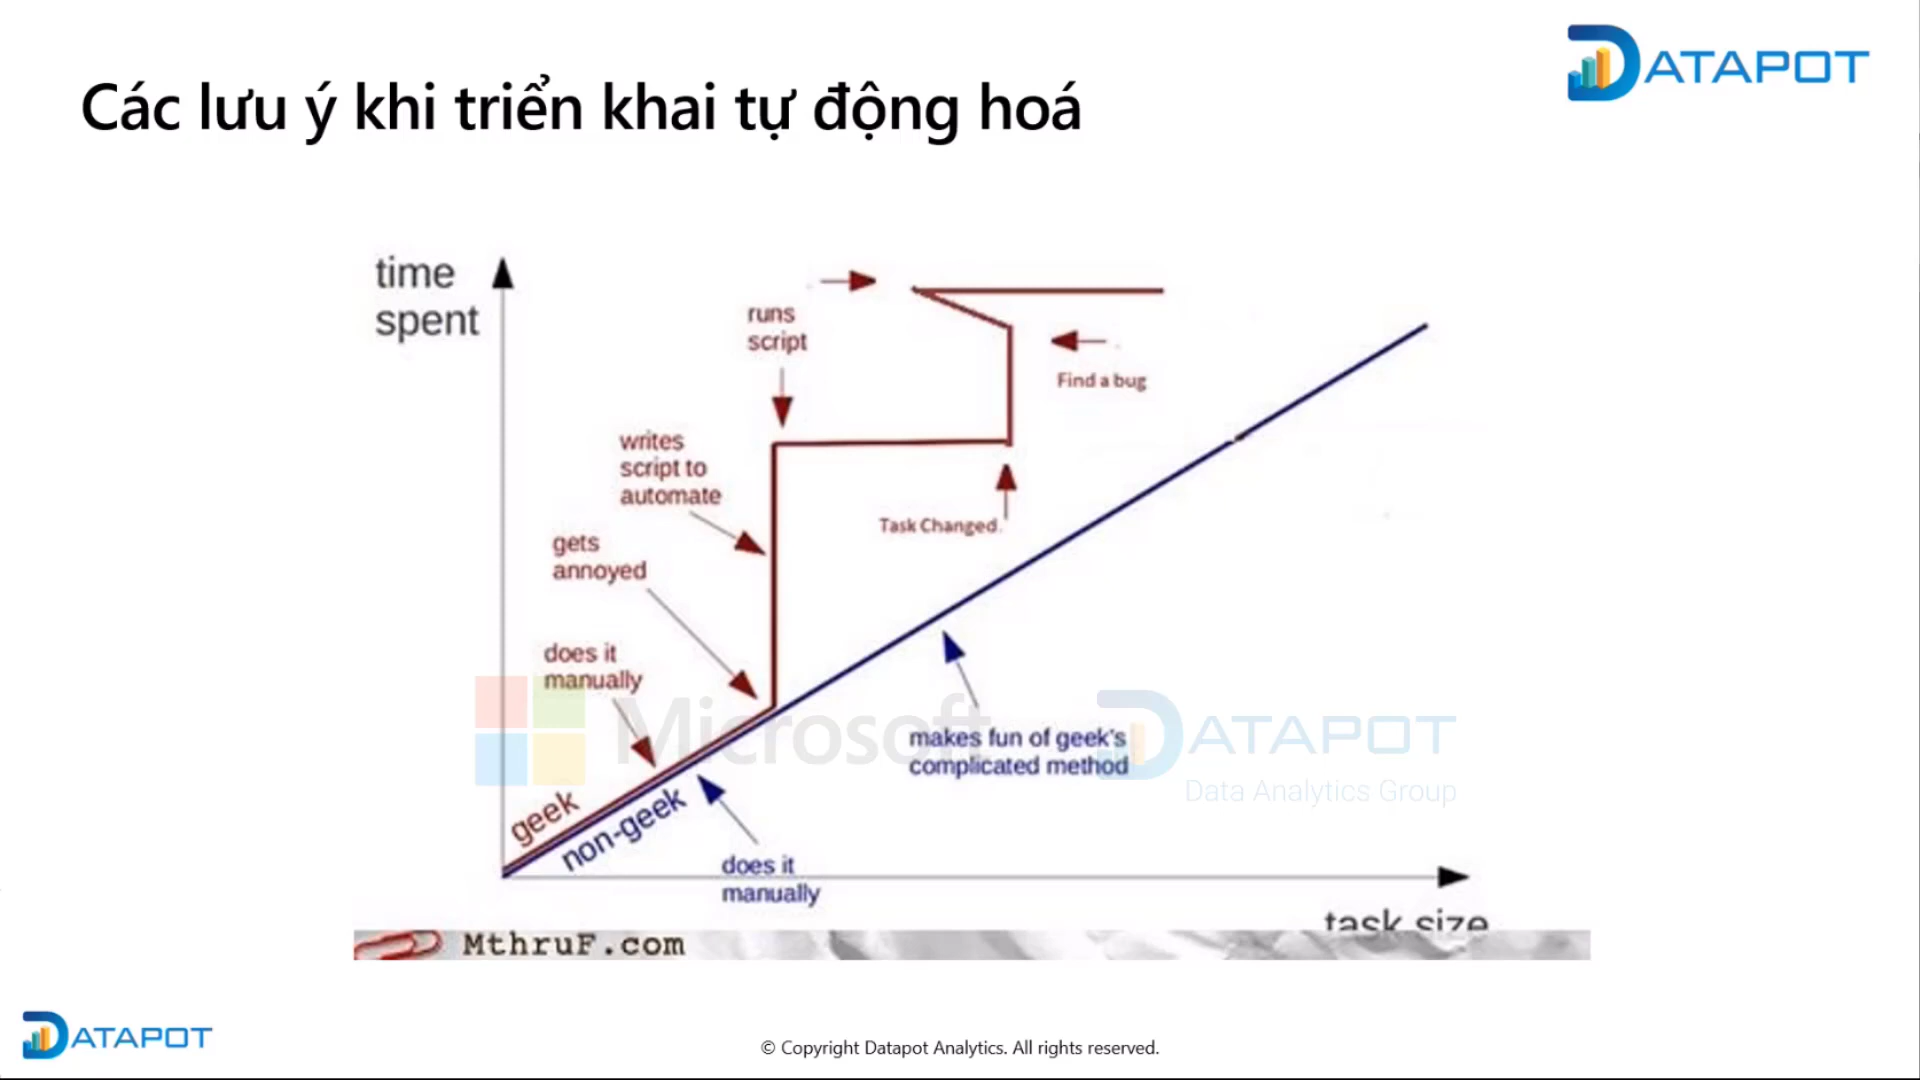 DATAPOT
Các lưu ý khi triển khai tự động hoá
time
spent
runs
script
Find a bug
writes
script to
automate
Task Changed.
gets
annoyed
does it
manually
Microsoft
DATAPOT
Data Analytics Group
makes fun of geek's
complicated method
geek
non-geek
does it
manually
task size
MthruF.com
DATAPOT
© Copyright Datapot Analytics. All rights reserved.